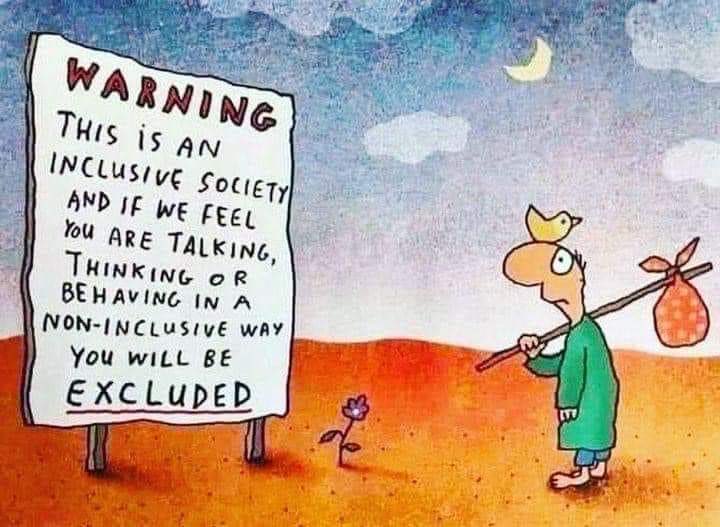 WARNING
THIS iS AN
INCLUSIVE SOCIETY
AND IF WE FEEL
YOU ARE TALKING,
THINKING OR
BEHAVING IN A
NON-INCLUSIVE WAY
YOU WILL BE
EXCLUDED